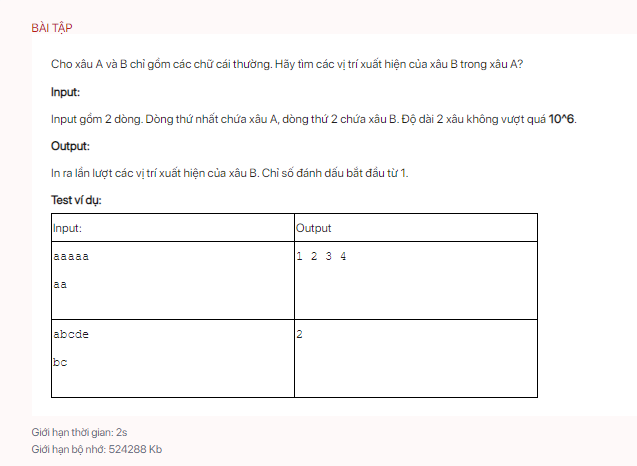 BÀI TẬP
Cho xâu A và B chỉ gồm các chữ cái thường. Hãy tìm các vị trí xuất hiện của xâu B trong xâu A?
Input:
Input gồm 2 dòng. Dòng thứ nhất chứa xâu A, dòng thứ 2 chứa xâu B. Độ dài 2 xâu không vượt quá 10^6.
Output:
In ra lần lượt các vị trí xuất hiện của xâu B. Chỉ số đánh dấu bắt đầu từ 1.
Test ví dụ:
Input: Output
aaaaa 1 2 3 4
aa
abcde 2
bc
Giới hạn thời gian: 2s
Giới hạn bộ nhớ: 524288 Kb